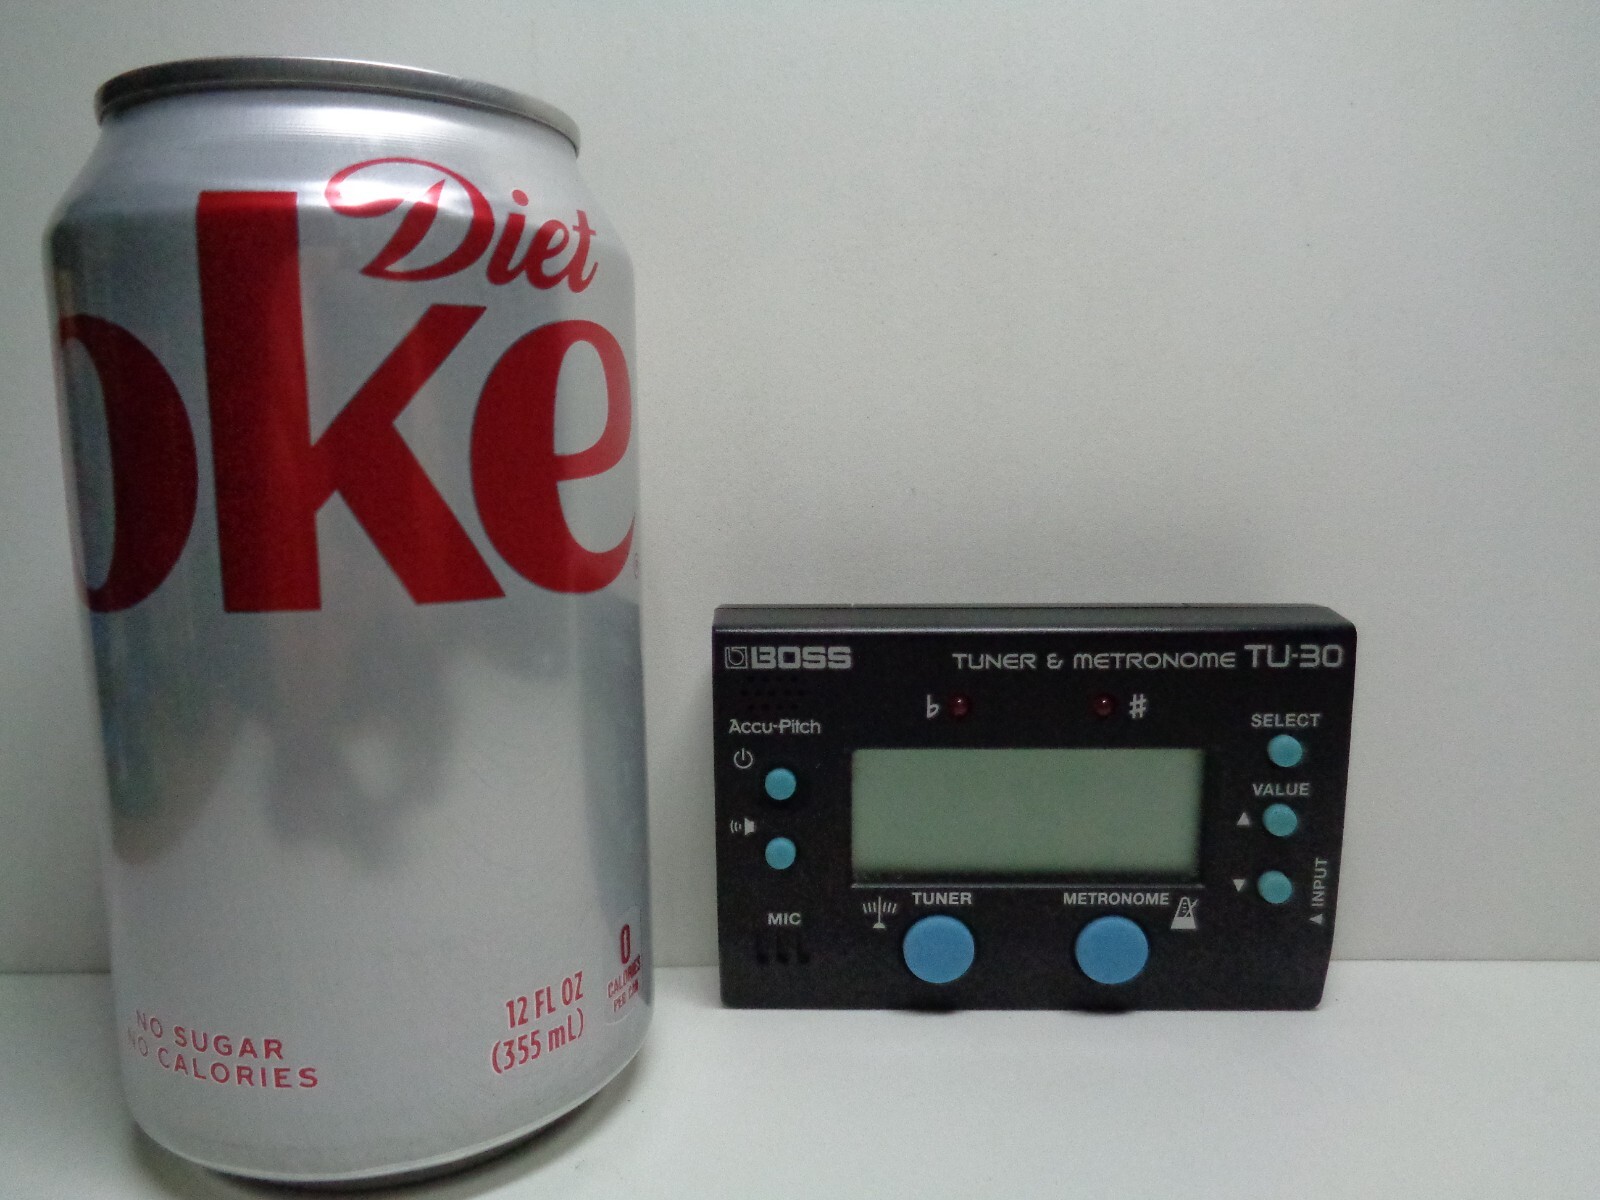 Diet
oke
NO SUGAR
NO CALORIES
12 FL OZ
(355 mL)
0
CALORIES
PER CAN
BOSS
TUNER & METRONOME TU-30
♭
♯
Accu-Pitch
SELECT
VALUE
▲
▼
▲ INPUT
MIC
TUNER
METRONOME